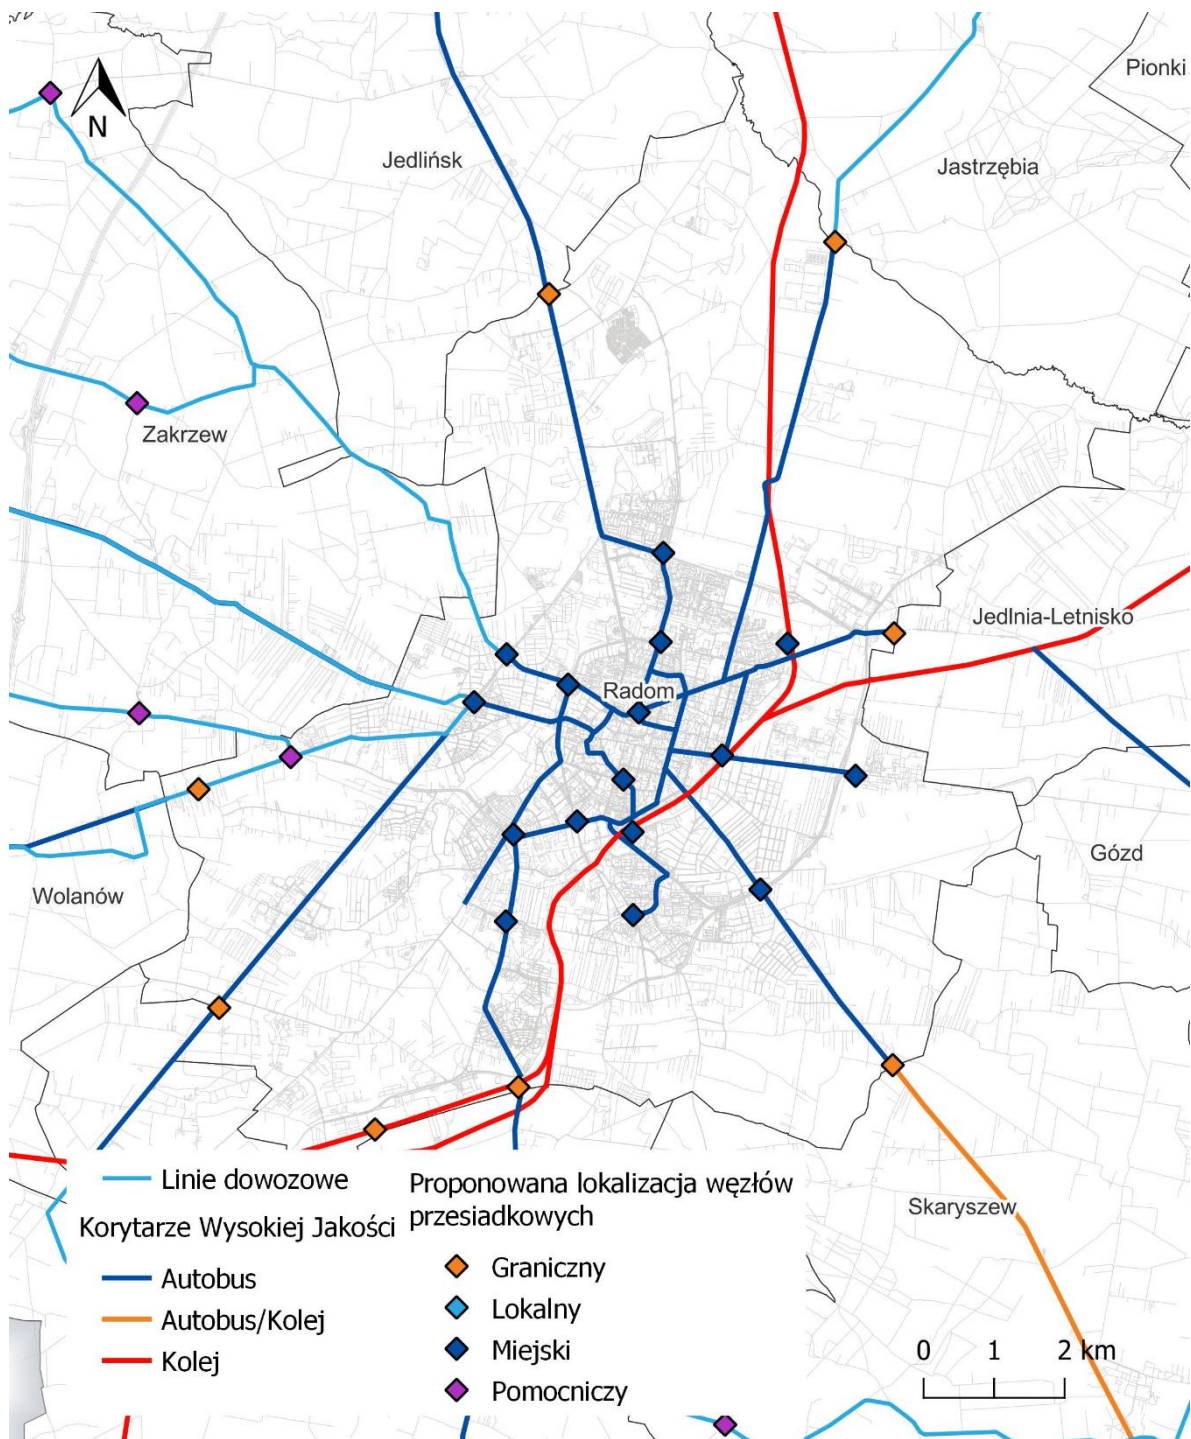 Pionki
Jedlińsk
Jastrzębia
N
Zakrzew
Jedlnia-Letnisko
Radom
Gózd
Wolanów
Skaryszew
Linie dowozowe
Korytarze Wysokiej Jakości
Autobus
Autobus/Kolej
Kolej
Proponowana lokalizacja węzłów
przesiadkowych
Graniczny
Lokalny
Miejski
Pomocniczy
0 1 2 km